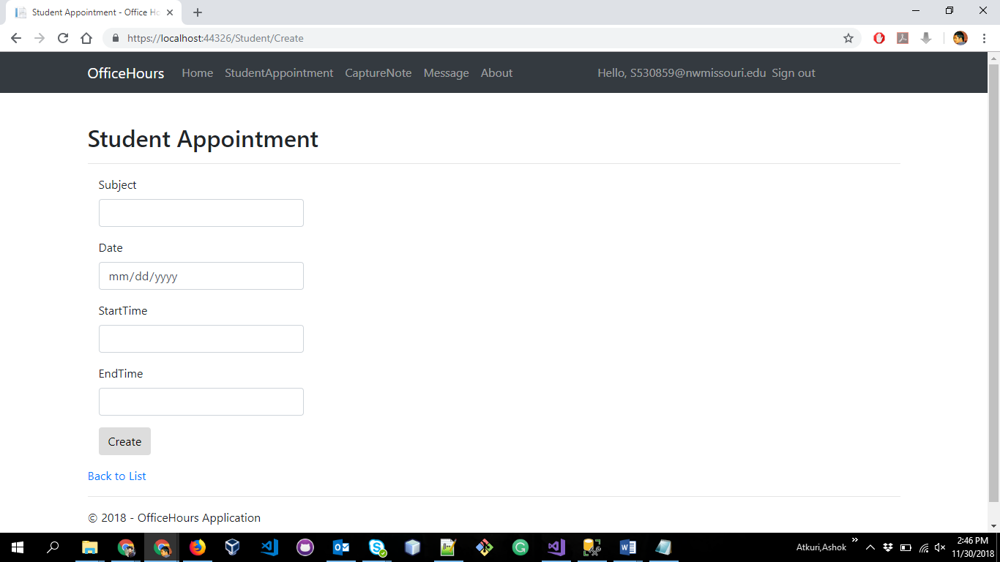 Student Appointment - Office Ho
https://localhost:44326/Student/Create
OfficeHours Home StudentAppointment CaptureNote Message About Hello, S530859@nwmissouri.edu Sign out
Student Appointment
Subject
Date
mm/dd/yyyy
StartTime
EndTime
Create
Back to List
© 2018 - OfficeHours Application
Atkuri,Ashok
2:46 PM
11/30/2018